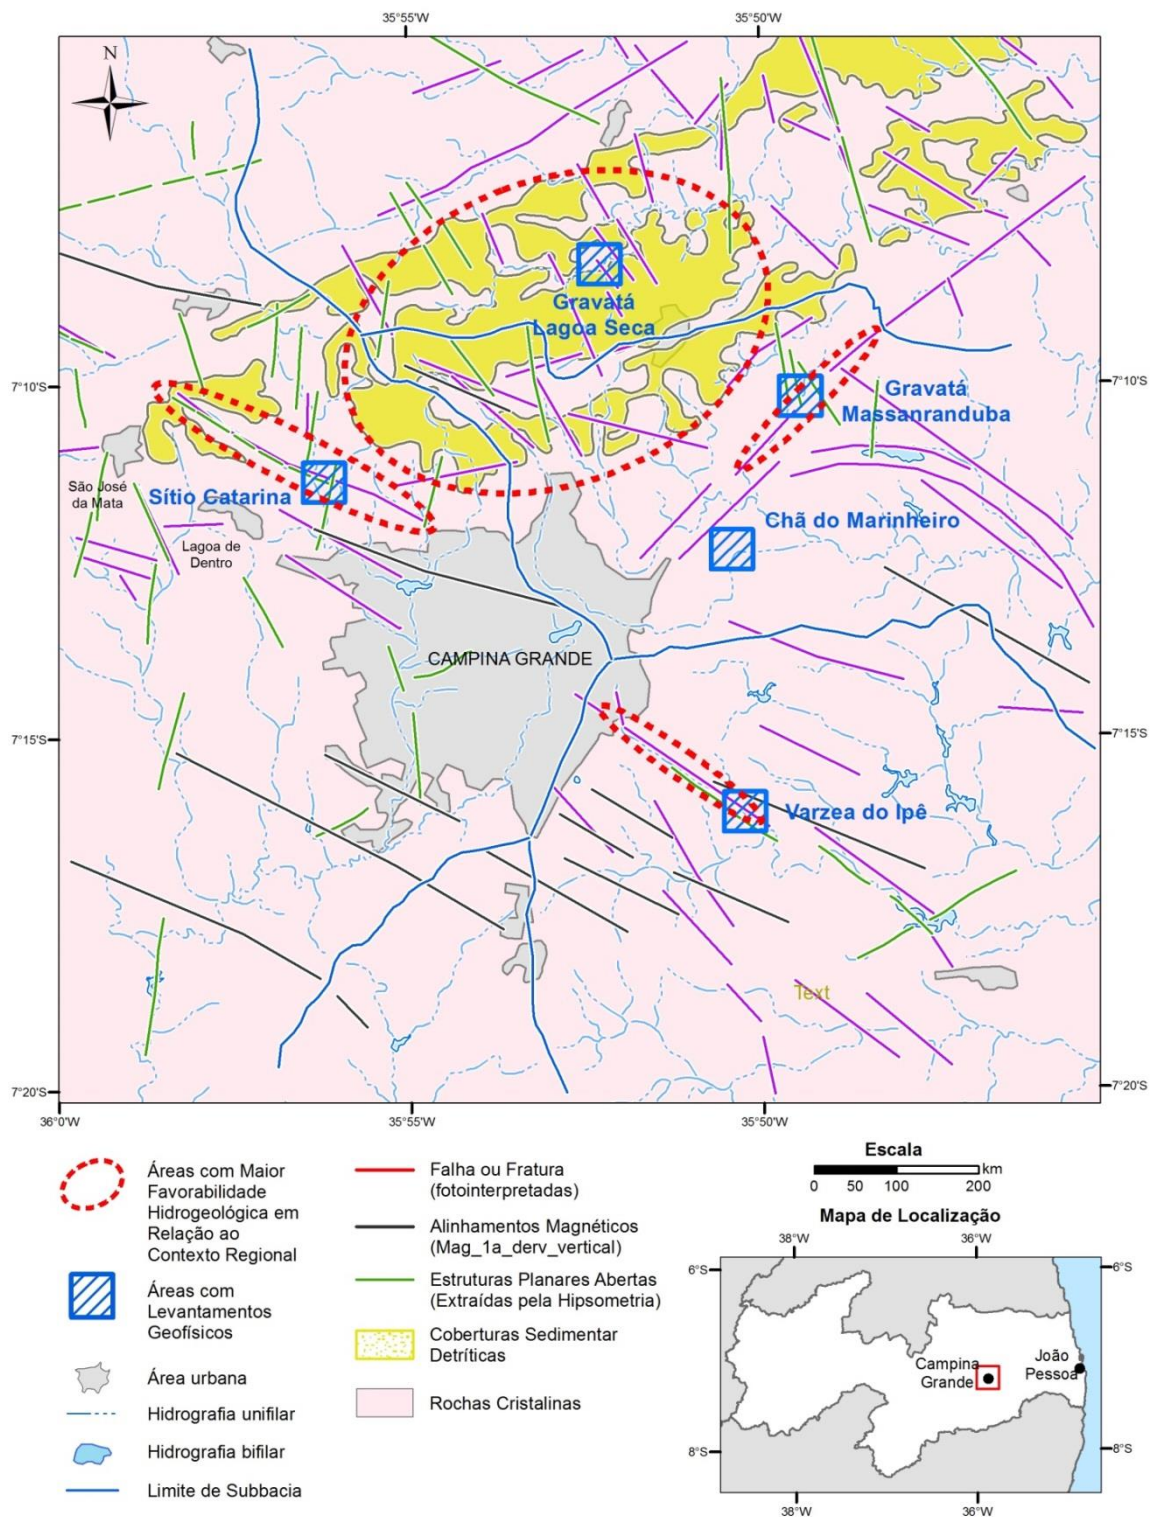 35°55'W
35°50'W
N
Gravatá
Lagoa Seca
7°10'S
7°10'S
Gravatá
Massanranduba
São José
da Mata
Sítio Catarina
Chã do Marinheiro
Lagoa de
Dentro
CAMPINA GRANDE
7°15'S
7°15'S
Varzea do Ipê
Text
7°20'S
7°20'S
36°0'W
35°55'W
35°50'W
Áreas com Maior
Favorabilidade
Hidrogeológica em
Relação ao
Contexto Regional
Áreas com
Levantamentos
Geofísicos
Área urbana
Hidrografia unifilar
Hidrografia bifilar
Limite de Subbacia
Falha ou Fratura
(fotointerpretadas)
Alinhamentos Magnéticos
(Mag_1a_derv_vertical)
Estruturas Planares Abertas
(Extraídas pela Hipsometria)
Coberturas Sedimentar
Detríticas
Rochas Cristalinas
Escala
km
0 50 100 200
Mapa de Localização
38°W
36°W
6°S
6°S
Campina
Grande
João
Pessoa
8°S
8°S
38°W
36°W